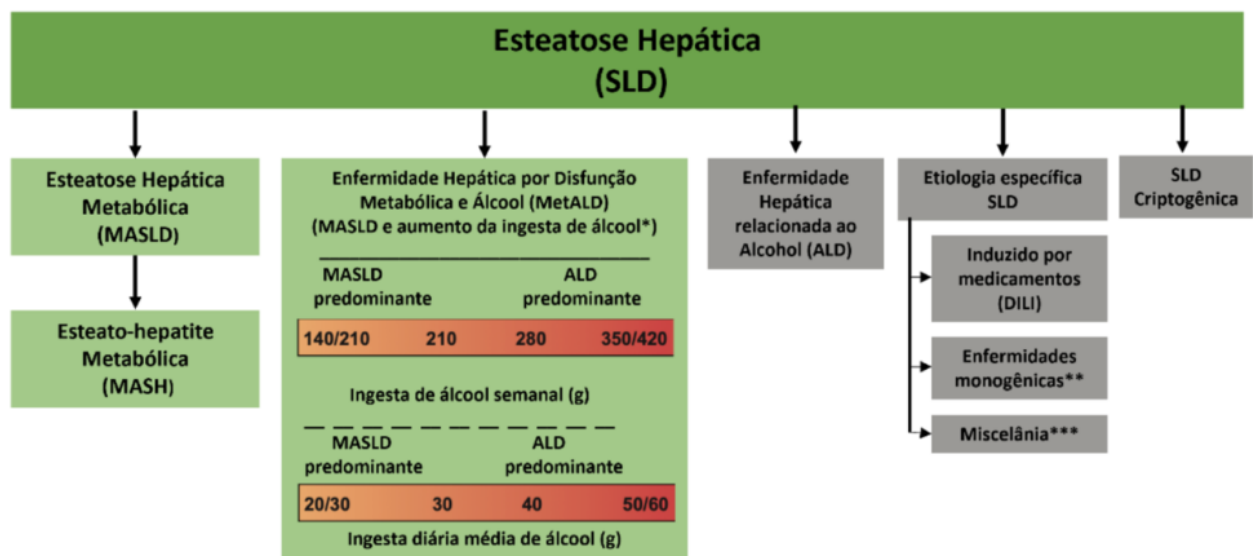 Esteatose Hepática
(SLD)
Esteatose Hepática
Metabólica
(MASLD)
Esteato-hepatite
Metabólica
(MASH)
Enfermidade Hepática por Disfunção
Metabólica e Álcool (MetALD)
(MASLD e aumento da ingesta de álcool*)
MASLD predominante
ALD predominante
140/210 210 280 350/420
Ingesta de álcool semanal (g)
MASLD predominante
ALD predominante
20/30 30 40 50/60
Ingesta diária média de álcool (g)
Enfermidade
Hepática
relacionada ao
Alcohol (ALD)
Etiologia específica
SLD
Induzido por
medicamentos
(DILI)
Enfermidades
monogênicas**
Miscelânia***
SLD
Criptogênica